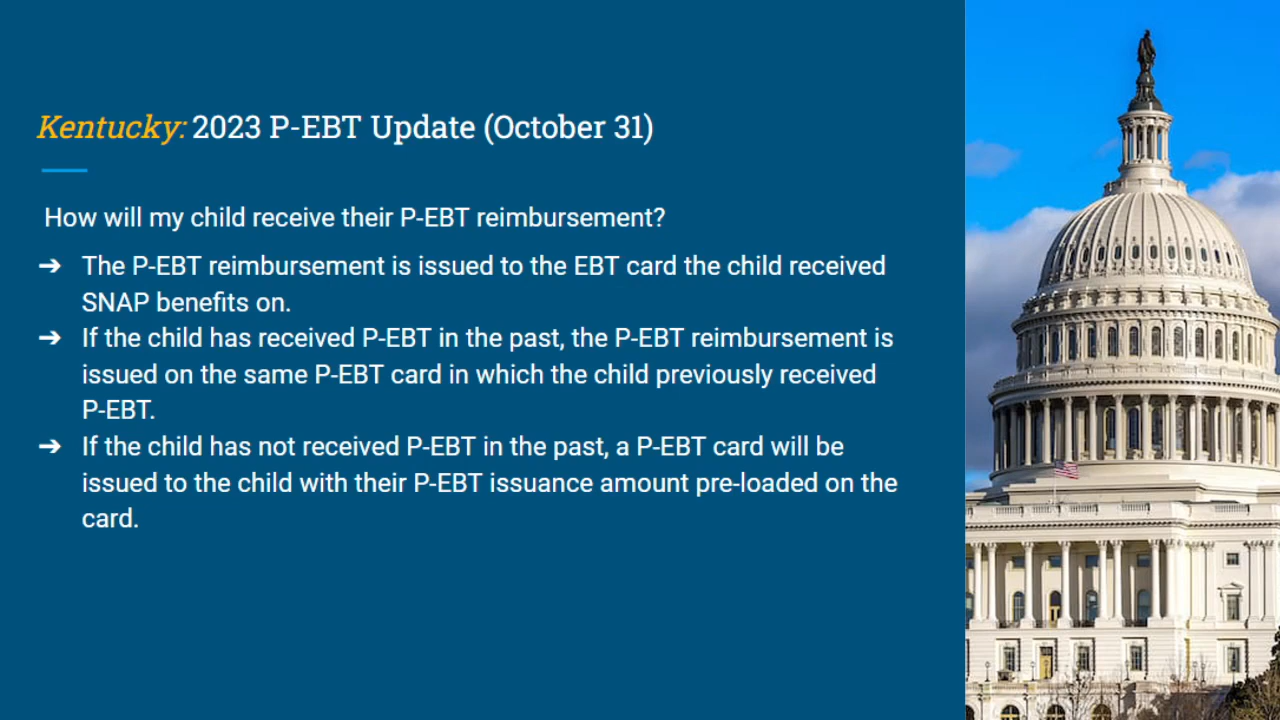 Kentucky: 2023 P-EBT Update (October 31)
How will my child receive their P-EBT reimbursement?
➔ The P-EBT reimbursement is issued to the EBT card the child received
SNAP benefits on.
➔ If the child has received P-EBT in the past, the P-EBT reimbursement is
issued on the same P-EBT card in which the child previously received
P-EBT.
➔ If the child has not received P-EBT in the past, a P-EBT card will be
issued to the child with their P-EBT issuance amount pre-loaded on the
card.